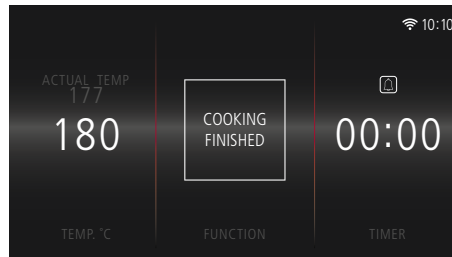 10:10
ACTUAL TEMP
177
180
TEMP. °C
COOKING
FINISHED
FUNCTION
00:00
TIMER